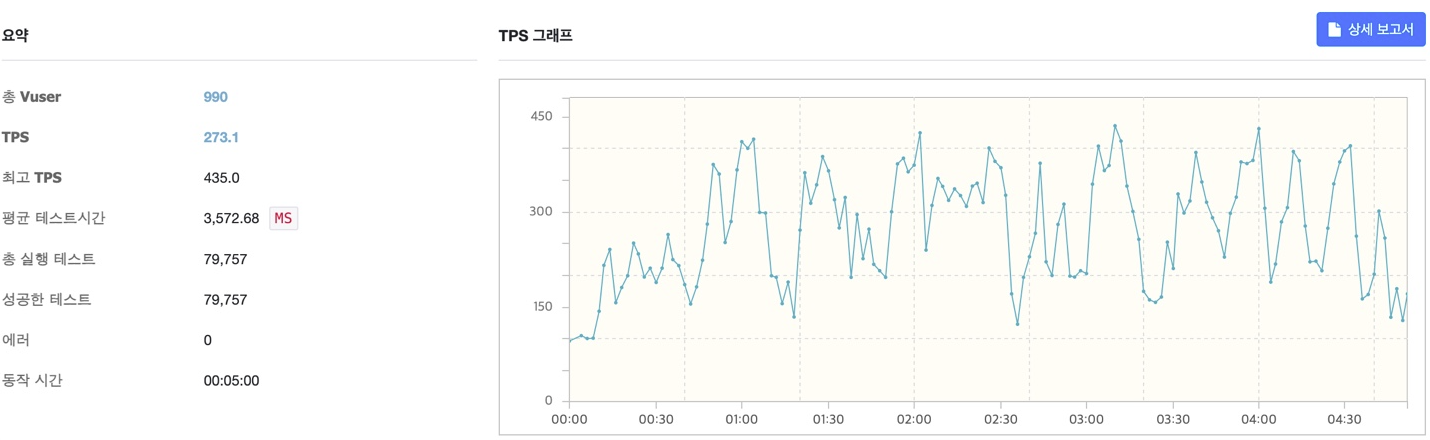 요약
총 Vuser 990
TPS 273.1
최고 TPS 435.0
평균 테스트시간 3,572.68 MS
총 실행 테스트 79,757
성공한 테스트 79,757
에러 0
동작 시간 00:05:00
TPS 그래프
상세 보고서
450
300
150
0
00:00 00:30 01:00 01:30 02:00 02:30 03:00 03:30 04:00 04:30